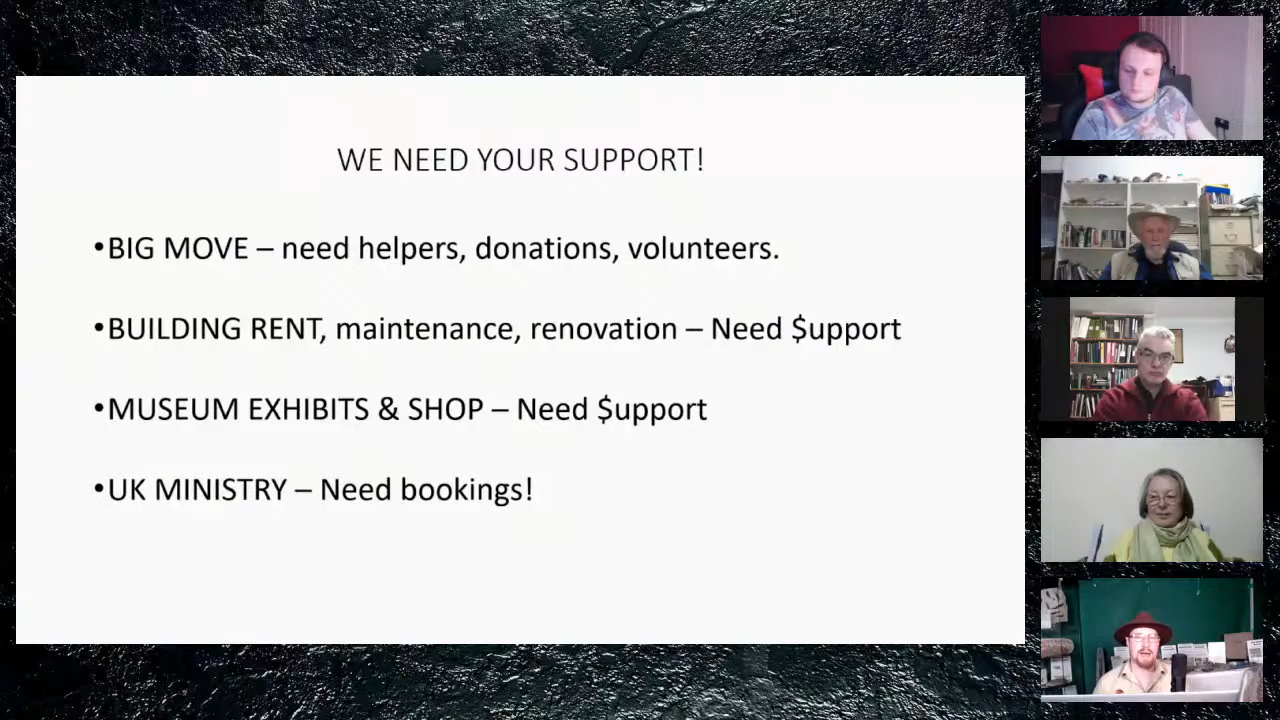 WE NEED YOUR SUPPORT!
•BIG MOVE – need helpers, donations, volunteers.
•BUILDING RENT, maintenance, renovation – Need $upport
•MUSEUM EXHIBITS & SHOP – Need $upport
•UK MINISTRY – Need bookings!